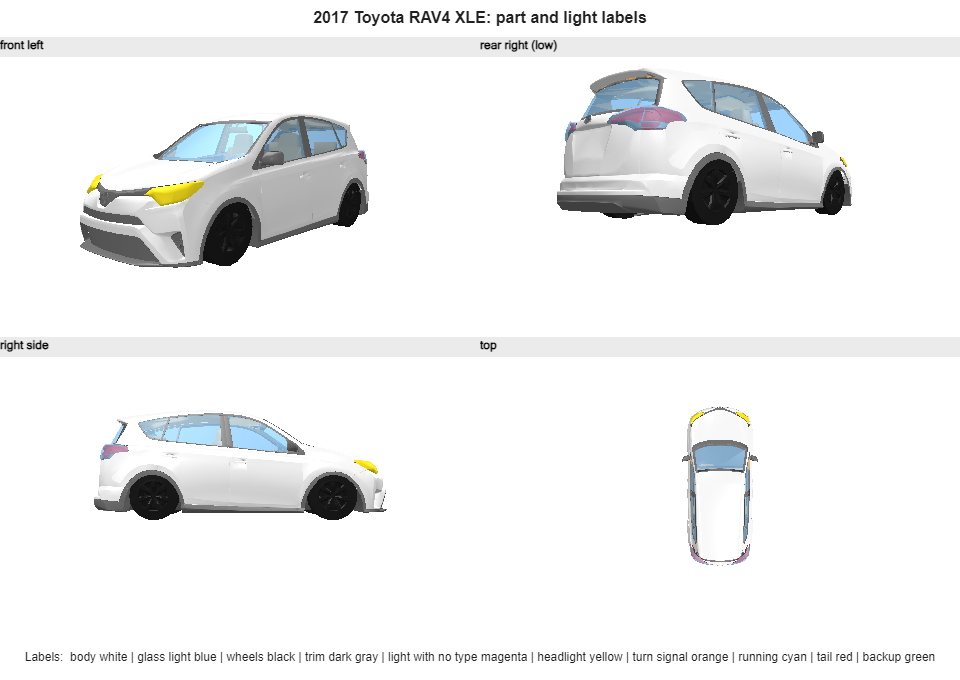 2017 Toyota RAV4 XLE: part and light labels
front left
rear right (low)
right side
top
Labels:  body white | glass light blue | wheels black | trim dark gray | light with no type magenta | headlight yellow | turn signal orange | running cyan | tail red | backup green